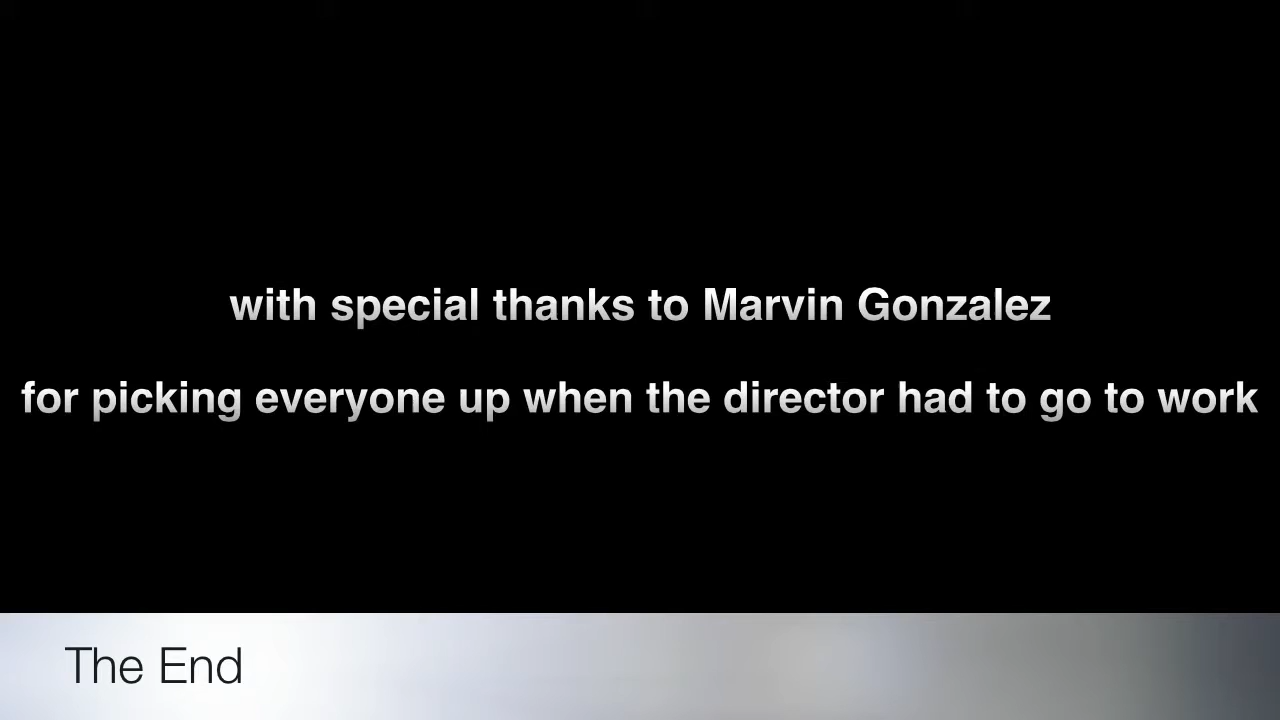 with special thanks to Marvin Gonzalez
for picking everyone up when the director had to go to work
The End